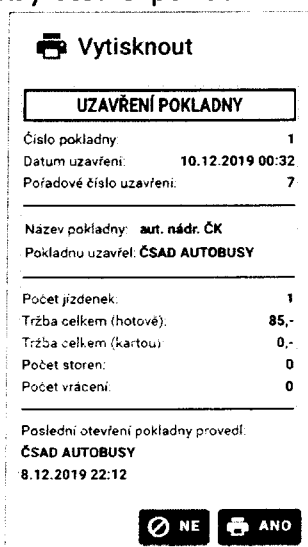 Vytisknout
UZAVŘENÍ POKLADNY
Číslo pokladny: 1
Datum uzavření: 10.12.2019 00:32
Pořadové číslo uzavření: 7
Název pokladny: aut. nádr. ČK
Pokladnu uzavřel: ČSAD AUTOBUSY
Počet jízdenek: 1
Tržba celkem (hotově): 85,-
Tržba celkem (kartou): 0,-
Počet storen: 0
Počet vrácení: 0
Poslední otevření pokladny provedl:
ČSAD AUTOBUSY
8.12.2019 22:12
NE ANO